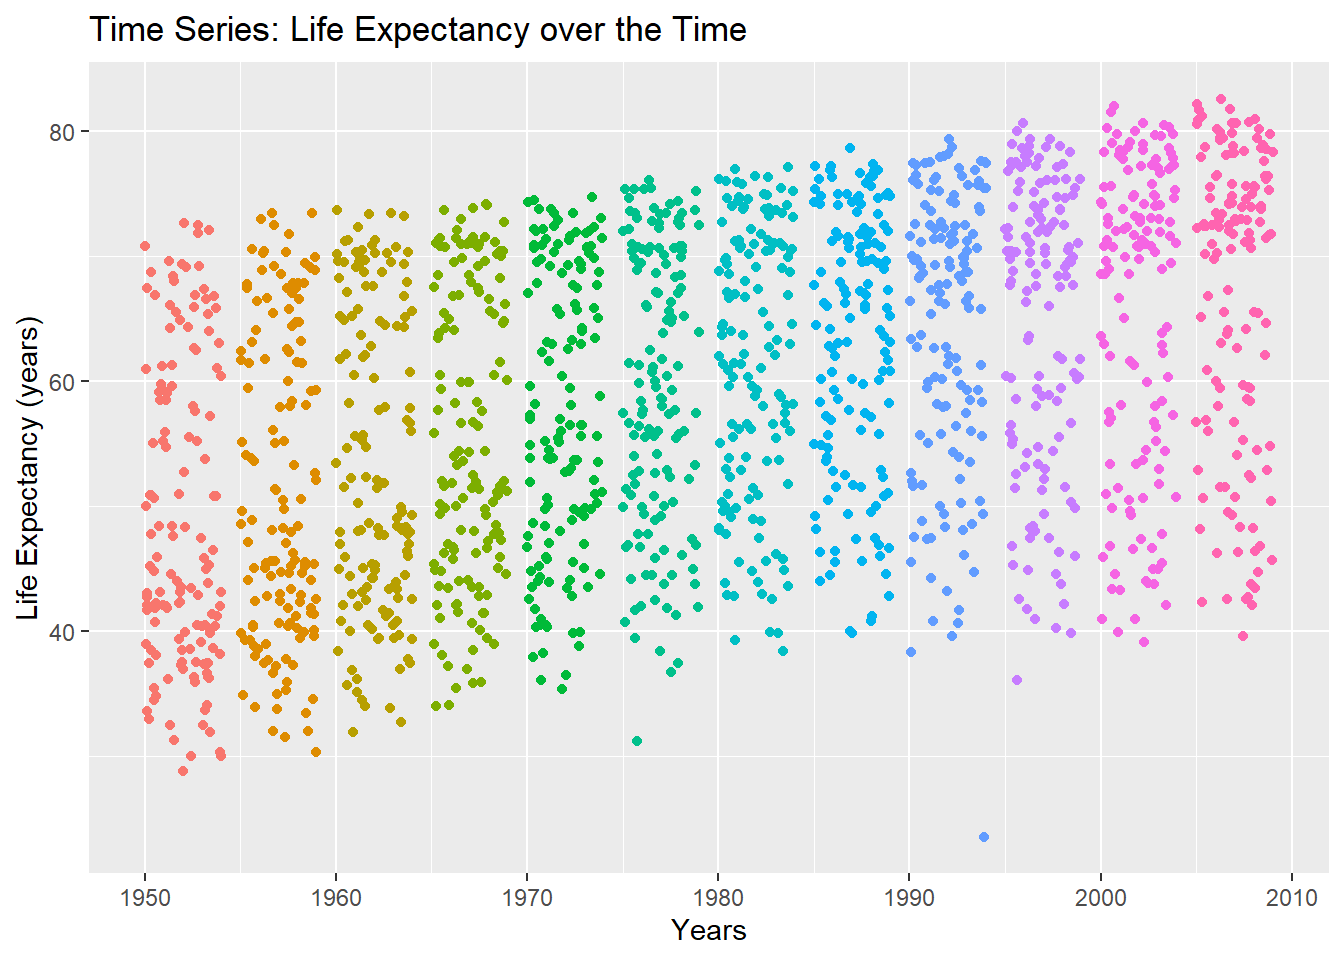 Time Series: Life Expectancy over the Time
Life Expectancy (years)
80
60
40
1950 1960 1970 1980 1990 2000 2010
Years